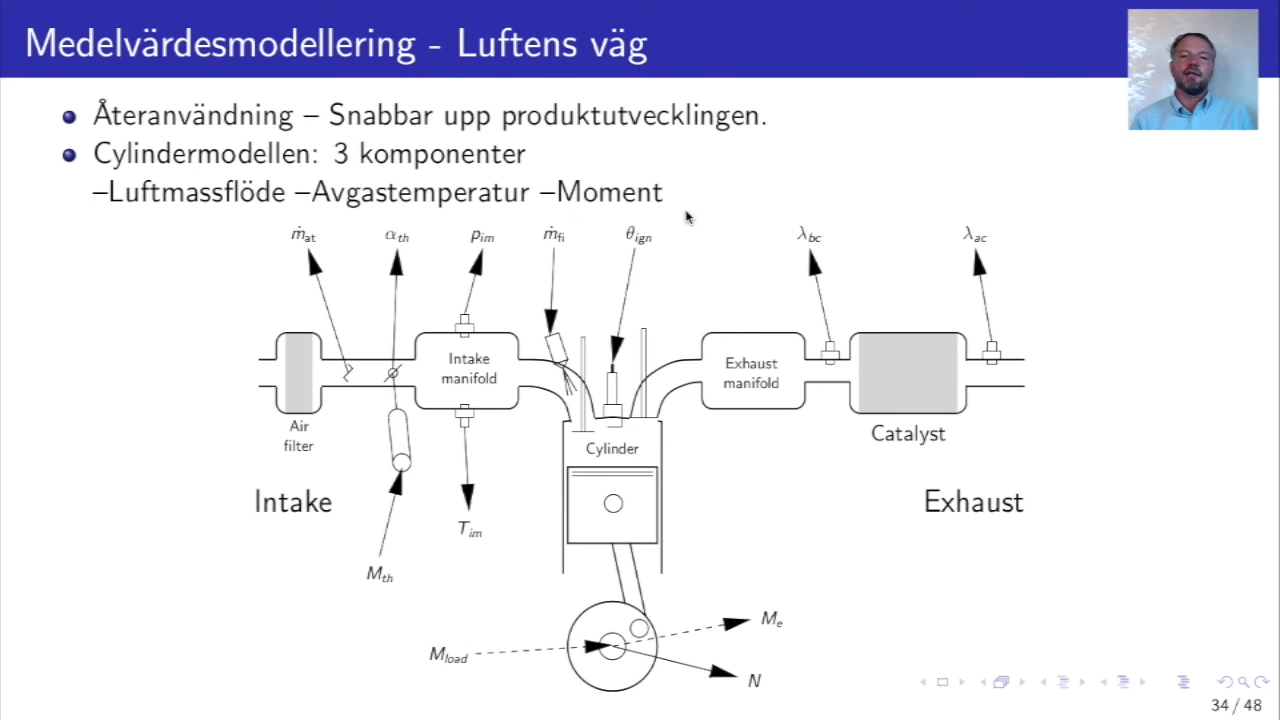 Medelvärdesmodellering - Luftens väg
Återanvändning – Snabbar upp produktutvecklingen.
Cylindermodellen: 3 komponenter
–Luftmassflöde –Avgastemperatur –Moment
ṁat
αth
pim
ṁfi
θign
λbc
λac
Intake
manifold
Exhaust
manifold
Air
filter
Cylinder
Catalyst
Intake
Exhaust
Tim
Mth
Me
Mload
N
34 / 48